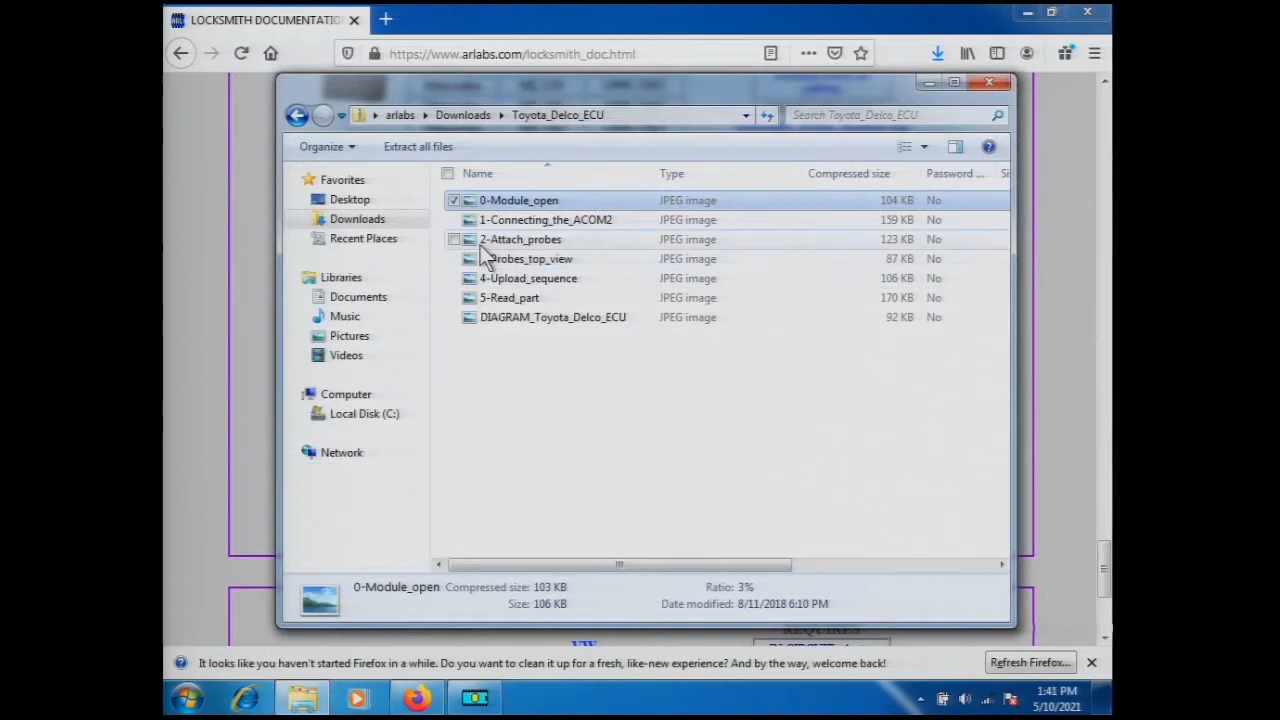 LOCKSMITH DOCUMENTATIO
https://www.arlabs.com/locksmith_doc.html
arlabs Downloads Toyota_Delco_ECU
Search Toyota_Delco_ECU
Organize Extract all files
Name Type Compressed size Password ... Si
Favorites
Desktop
Downloads
Recent Places
Libraries
Documents
Music
Pictures
Videos
Computer
Local Disk (C:)
Network
0-Module_open JPEG image 104 KB No
1-Connecting_the_ACOM2 JPEG image 159 KB No
2-Attach_probes JPEG image 123 KB No
Probes_top_view JPEG image 87 KB No
4-Upload_sequence JPEG image 106 KB No
5-Read_part JPEG image 170 KB No
DIAGRAM_Toyota_Delco_ECU JPEG image 92 KB No
0-Module_open Compressed size: 103 KB Ratio: 3%
Size: 106 KB Date modified: 8/11/2018 6:10 PM
VW
REQUIRES
It looks like you haven't started Firefox in a while. Do you want to clean it up for a fresh, like-new experience? And by the way, welcome back!
Refresh Firefox...
1:41 PM
5/10/2021